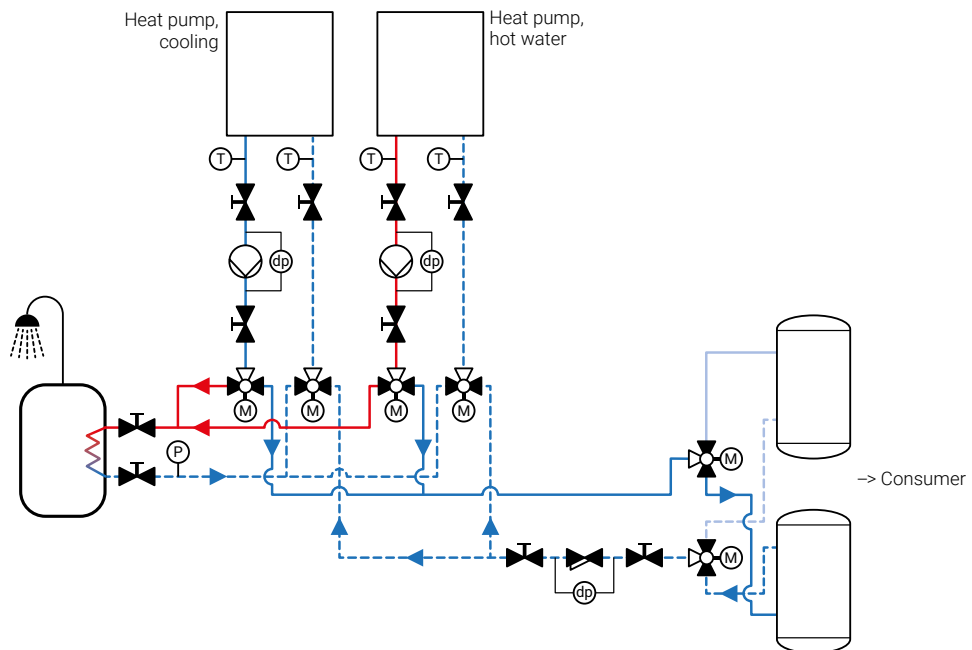 Heat pump,
cooling
Heat pump,
hot water
T
T
T
T
dp
dp
M
M
M
M
P
M
–> Consumer
M
dp